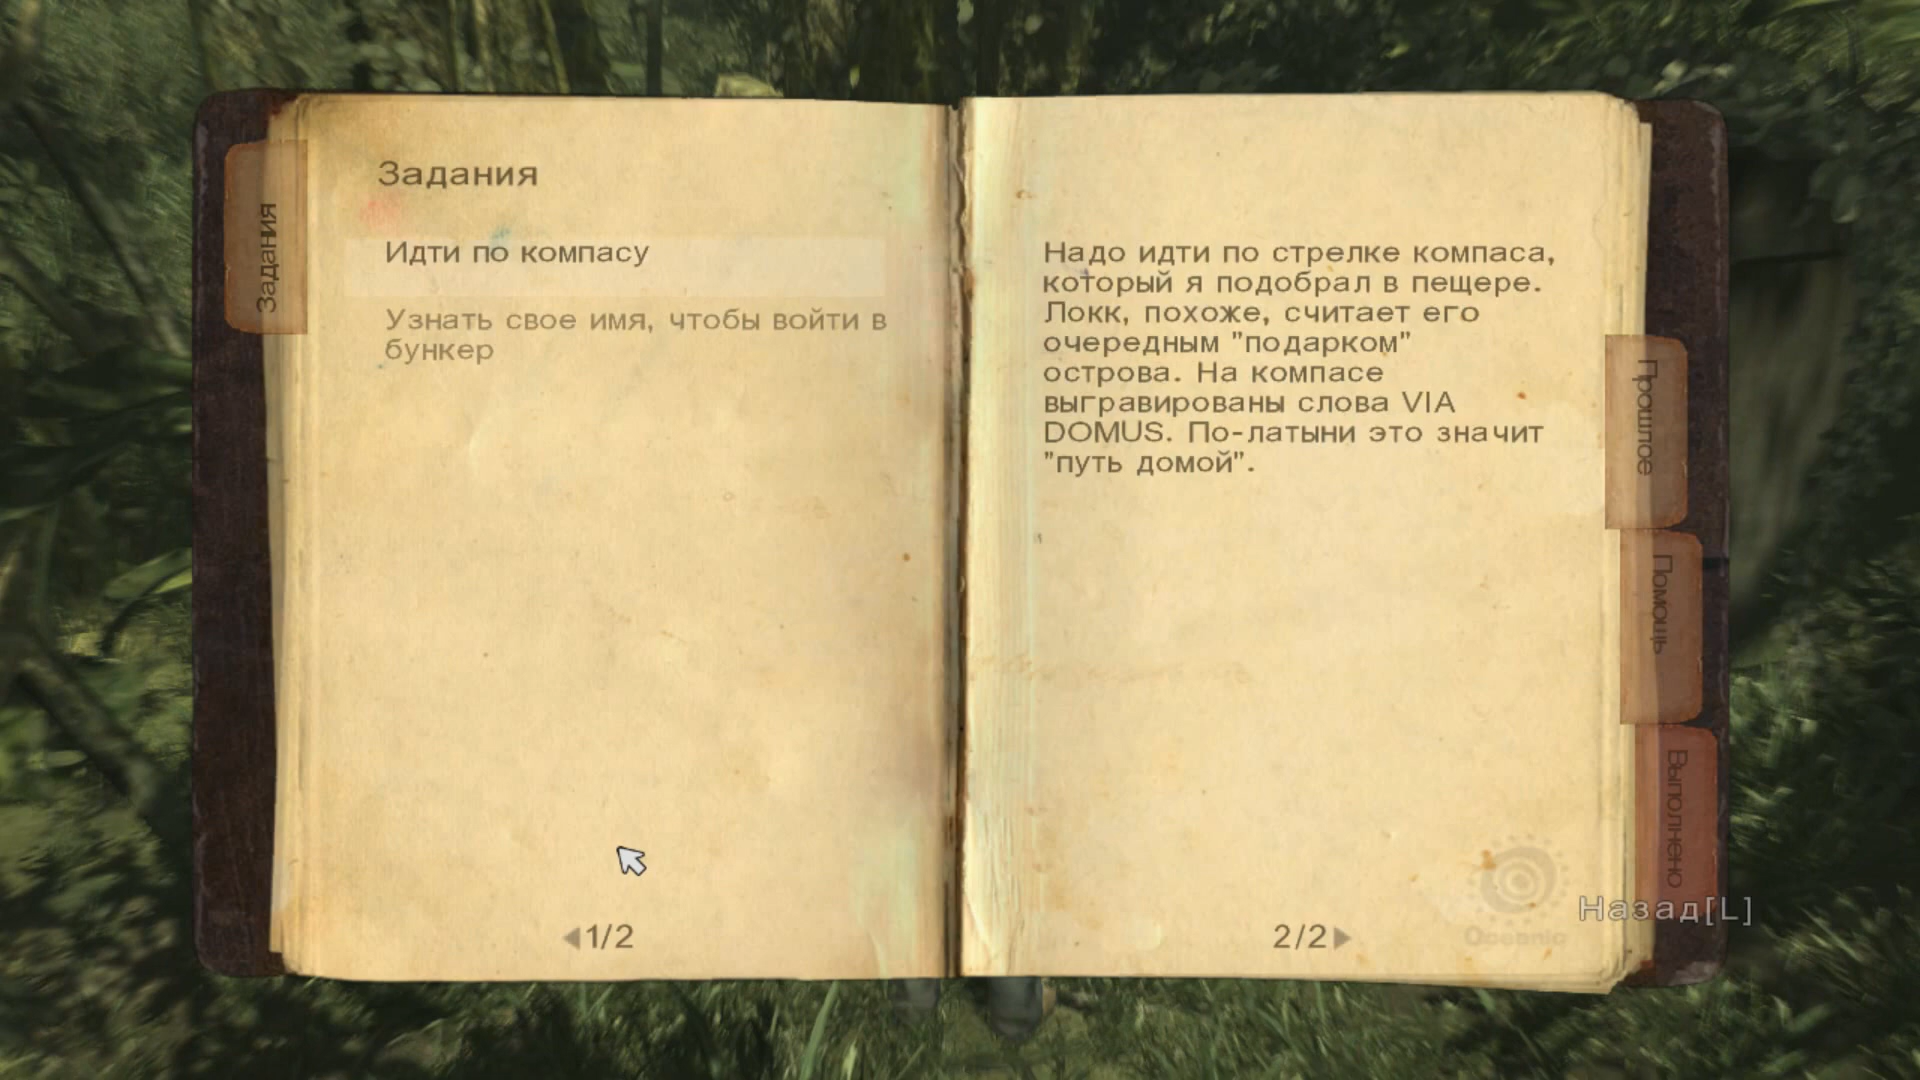 Задания
Задания
Идти по компасу
Узнать свое имя, чтобы войти в
бункер
1/2
Надо идти по стрелке компаса,
который я подобрал в пещере.
Локк, похоже, считает его
очередным "подарком"
острова. На компасе
выгравированы слова VIA
DOMUS. По-латыни это значит
"путь домой".
2/2
Прошлое
Помощь
Выполнено
Назад[L]
Oceanic